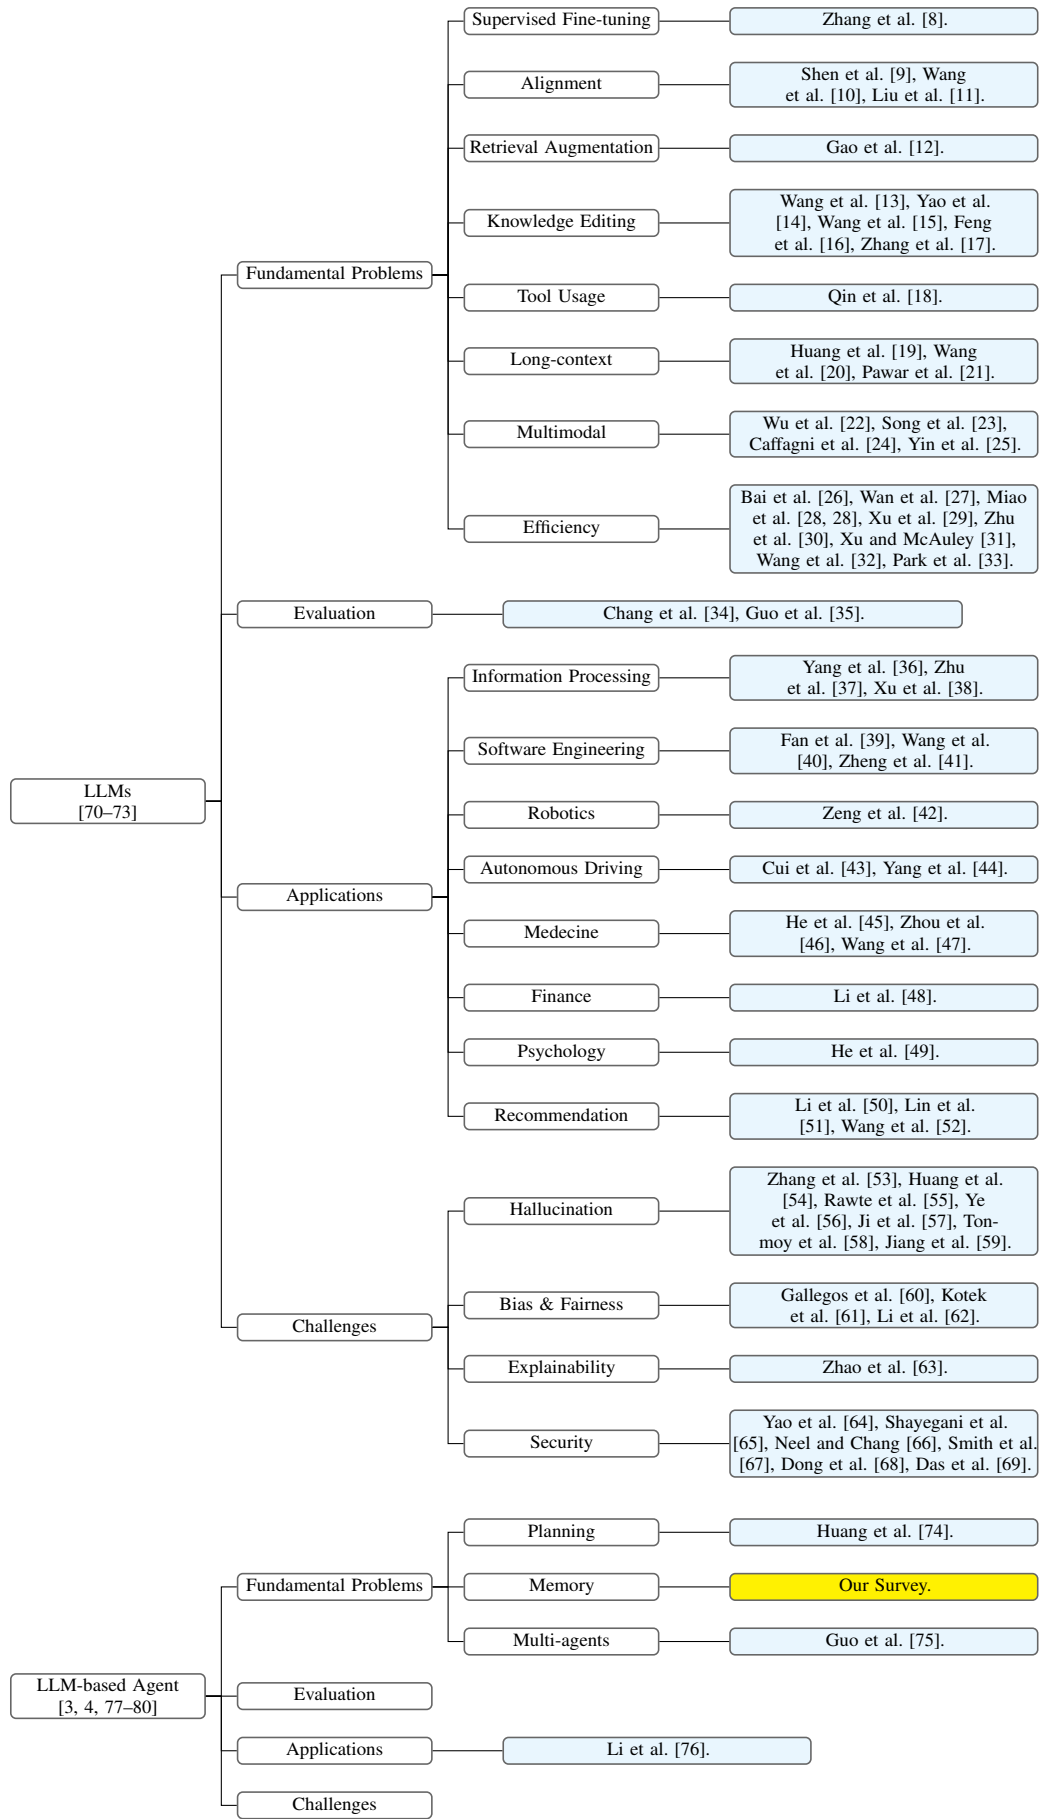 Supervised Fine-tuning
Zhang et al. [8].
Alignment
Shen et al. [9], Wang
et al. [10], Liu et al. [11].
Retrieval Augmentation
Gao et al. [12].
Knowledge Editing
Wang et al. [13], Yao et al.
[14], Wang et al. [15], Feng
et al. [16], Zhang et al. [17].
Fundamental Problems
Tool Usage
Qin et al. [18].
Long-context
Huang et al. [19], Wang
et al. [20], Pawar et al. [21].
Multimodal
Wu et al. [22], Song et al. [23],
Caffagni et al. [24], Yin et al. [25].
Efficiency
Bai et al. [26], Wan et al. [27], Miao
et al. [28, 28], Xu et al. [29], Zhu
et al. [30], Xu and McAuley [31],
Wang et al. [32], Park et al. [33].
Evaluation
Chang et al. [34], Guo et al. [35].
Information Processing
Yang et al. [36], Zhu
et al. [37], Xu et al. [38].
Software Engineering
Fan et al. [39], Wang et al.
[40], Zheng et al. [41].
LLMs
[70–73]
Robotics
Zeng et al. [42].
Autonomous Driving
Cui et al. [43], Yang et al. [44].
Applications
Medecine
He et al. [45], Zhou et al.
[46], Wang et al. [47].
Finance
Li et al. [48].
Psychology
He et al. [49].
Recommendation
Li et al. [50], Lin et al.
[51], Wang et al. [52].
Hallucination
Zhang et al. [53], Huang et al.
[54], Rawte et al. [55], Ye
et al. [56], Ji et al. [57], Ton-
moy et al. [58], Jiang et al. [59].
Bias & Fairness
Gallegos et al. [60], Kotek
et al. [61], Li et al. [62].
Challenges
Explainability
Zhao et al. [63].
Security
Yao et al. [64], Shayegani et al.
[65], Neel and Chang [66], Smith et al.
[67], Dong et al. [68], Das et al. [69].
Planning
Huang et al. [74].
Fundamental Problems
Memory
Our Survey.
Multi-agents
Guo et al. [75].
LLM-based Agent
[3, 4, 77–80]
Evaluation
Applications
Li et al. [76].
Challenges